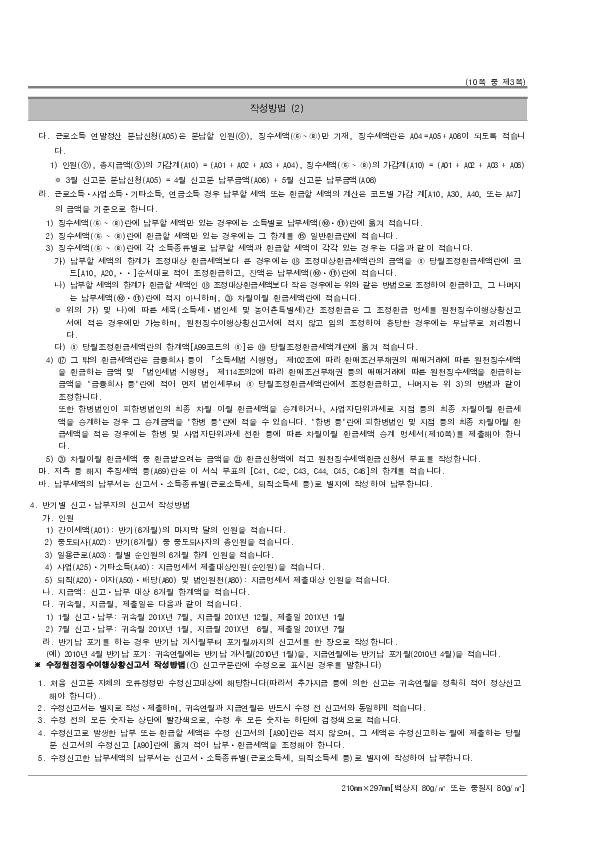 (10쪽 중 제3쪽)
작성방법 (2)
다. 근로소득 연말정산 분납신청(A05)은 분납할 인원(④), 징수세액(⑥~⑧)만 기재, 징수세액란은 A04=A05+A06이 되도록 적습니
다.
1) 인원(④), 총지급액(⑤)의 가감계(A10) = (A01 + A02 + A03 + A04), 징수세액(⑥ ~ ⑧)의 가감계(A10) = (A01 + A02 + A03 + A06)
※ 3월 신고분 분납신청(A05) = 4월 신고분 납부금액(A06) + 5월 신고분 납부금액(A06)
라. 근로소득ㆍ사업소득ㆍ기타소득, 연금소득 경우 납부할 세액 또는 환급할 세액의 계산은 코드별 가감 계[A10, A30, A40, 또는 A47]
의 금액을 기준으로 합니다.
1) 징수세액(⑥ ~ ⑧)란에 납부할 세액만 있는 경우에는 소득별로 납부세액(⑩ㆍ⑪)란에 옮겨 적습니다.
2) 징수세액(⑥ ~ ⑧)란에 환급할 세액만 있는 경우에는 그 합계를 ⑮ 일반환급란에 적습니다.
3) 징수세액(⑥ ~ ⑧)란에 각 소득종류별로 납부할 세액과 환급할 세액이 각각 있는 경우는 다음과 같이 적습니다.
가) 납부할 세액의 합계가 조정대상 환급세액보다 큰 경우에는 ⑱ 조정대상환급세액란의 금액을 ⑨ 당월조정환급세액란에 코
드[A10, A20,ㆍㆍ]순서대로 적어 조정환급하고, 잔액은 납부세액(⑩ㆍ⑪)란에 적습니다.
나) 납부할 세액의 합계가 환급할 세액인 ⑱ 조정대상환급세액보다 작은 경우에는 위와 같은 방법으로 조정하여 환급하고, 그 나머지
는 납부세액(⑩ㆍ⑪)란에 적지 아니하며, ⑳ 차월이월 환급세액란에 적습니다.
※ 위의 가) 및 나)에 따른 세목(소득세ㆍ법인세 및 농어촌특별세)간 조정환급은 그 조정환급 명세를 원천징수이행상황신고
서에 적은 경우에만 가능하며, 원천징수이행상황신고서에 적지 않고 임의 조정하여 충당한 경우에는 무납부로 처리됩니
다.
다) ⑨ 당월조정환급세액란의 합계액[A99코드의 ⑨]은 ⑲ 당월조정환급세액계란에 적습니다.
4) ⑰ 그 밖의 환급세액란은 금융회사 등이 「소득세법 시행령」 제102조에 따라 환매조건부채권의 매매거래에 따른 원천징수세액
을 환급하는 금액 및 「법인세법 시행령」 제114조의2에 따라 환매조건부채권 등의 매매거래에 따른 원천징수세액을 환급하는
금액을 "금융회사 등"란에 적어 먼저 법인세부터 ⑨ 당월조정환급세액란에서 조정환급하고, 나머지는 위 3)의 방법과 같이
조정합니다.
또한 합병법인이 피합병법인의 최종 차월 이월 환급세액을 승계하거나, 사업자단위과세로 지점 등의 최종 차월이월 환급세
액을 승계하는 경우 그 승계금액을 "합병 등"란에 적을 수 있습니다. "합병 등"란에 피합병법인 및 지점 등의 최종 차월이월 환
급세액을 적은 경우에는 합병 및 사업자단위과세 전환 등에 따른 차월이월 환급세액 승계 명세서(제10쪽)를 제출해야 합니
다.
5) ⑳ 차월이월 환급세액 중 환급받으려는 금액을 ㉑ 환급신청액에 적고 원천징수세액환급신청서 부표를 작성합니다.
마. 저축 등 해지 추징세액 등(A69)란은 이 서식 부표의 [C41, C42, C43, C44, C45, C46]의 합계를 적습니다.
바. 납부세액의 납부서는 신고서ㆍ소득종류별(근로소득세, 퇴직소득세 등)로 별지에 작성하여 납부합니다.
4. 반기별 신고ㆍ납부자의 신고서 작성방법
가. 인원
1) 간이세액(A01): 반기(6개월)의 마지막 달의 인원을 적습니다.
2) 중도퇴사(A02): 반기(6개월) 중 중도퇴사자의 총인원을 적습니다.
3) 일용근로(A03): 월별 순인원의 6개월 합계 인원을 적습니다.
4) 사업(A25)ㆍ기타소득(A40): 지급명세서 제출대상인원(순인원)을 적습니다.
5) 퇴직(A20)ㆍ이자(A50)ㆍ배당(A60) 및 법인원천(A80): 지급명세서 제출대상 인원을 적습니다.
나. 지급액: 신고ㆍ납부 대상 6개월 합계액을 적습니다.
다. 귀속월, 지급월, 제출일은 다음과 같이 적습니다.
1) 1월 신고ㆍ납부: 귀속월 201X년 7월, 지급월 201X년 12월, 제출일 201X년 1월
2) 7월 신고ㆍ납부: 귀속월 201X년 1월, 지급월 201X년 6월, 제출일 201X년 7월
라. 반기납 포기를 하는 경우 반기납 개시월부터 포기월까지의 신고서를 한 장으로 작성합니다.
(예) 2010년 4월 반기납 포기: 귀속연월에는 반기납 개시월(2010년 1월)을, 지급연월에는 반기납 포기월(2010년 4월)을 적습니다.
※ 수정원천징수이행상황신고서 작성방법(① 신고구분란에 수정으로 표시된 경우를 말합니다)
1. 처음 신고분 자체의 오류정정만 수정신고대상에 해당합니다(따라서 추가지급 등에 의한 신고는 귀속연월을 정확히 적어 정상신고
해야 합니다)..
2. 수정신고서는 별지로 작성ㆍ제출하며, 귀속연월과 지급연월은 반드시 수정 전 신고서와 동일하게 적습니다.
3. 수정 전의 모든 숫자는 상단에 빨강색으로, 수정 후 모든 숫자는 하단에 검정색으로 적습니다.
4. 수정신고로 발생한 납부 또는 환급할 세액은 수정 신고서의 [A90]란은 적지 않으며, 그 세액은 수정신고하는 월에 제출하는 당월
분 신고서의 수정신고 [A90]란에 옮겨 적어 납부ㆍ환급세액을 조정해야 합니다.
5. 수정신고한 납부세액의 납부서는 신고서ㆍ소득종류별(근로소득세, 퇴직소득세 등)로 별지에 작성하여 납부합니다.
210㎜×297㎜[백상지 80g/㎡ 또는 중질지 80g/㎡]